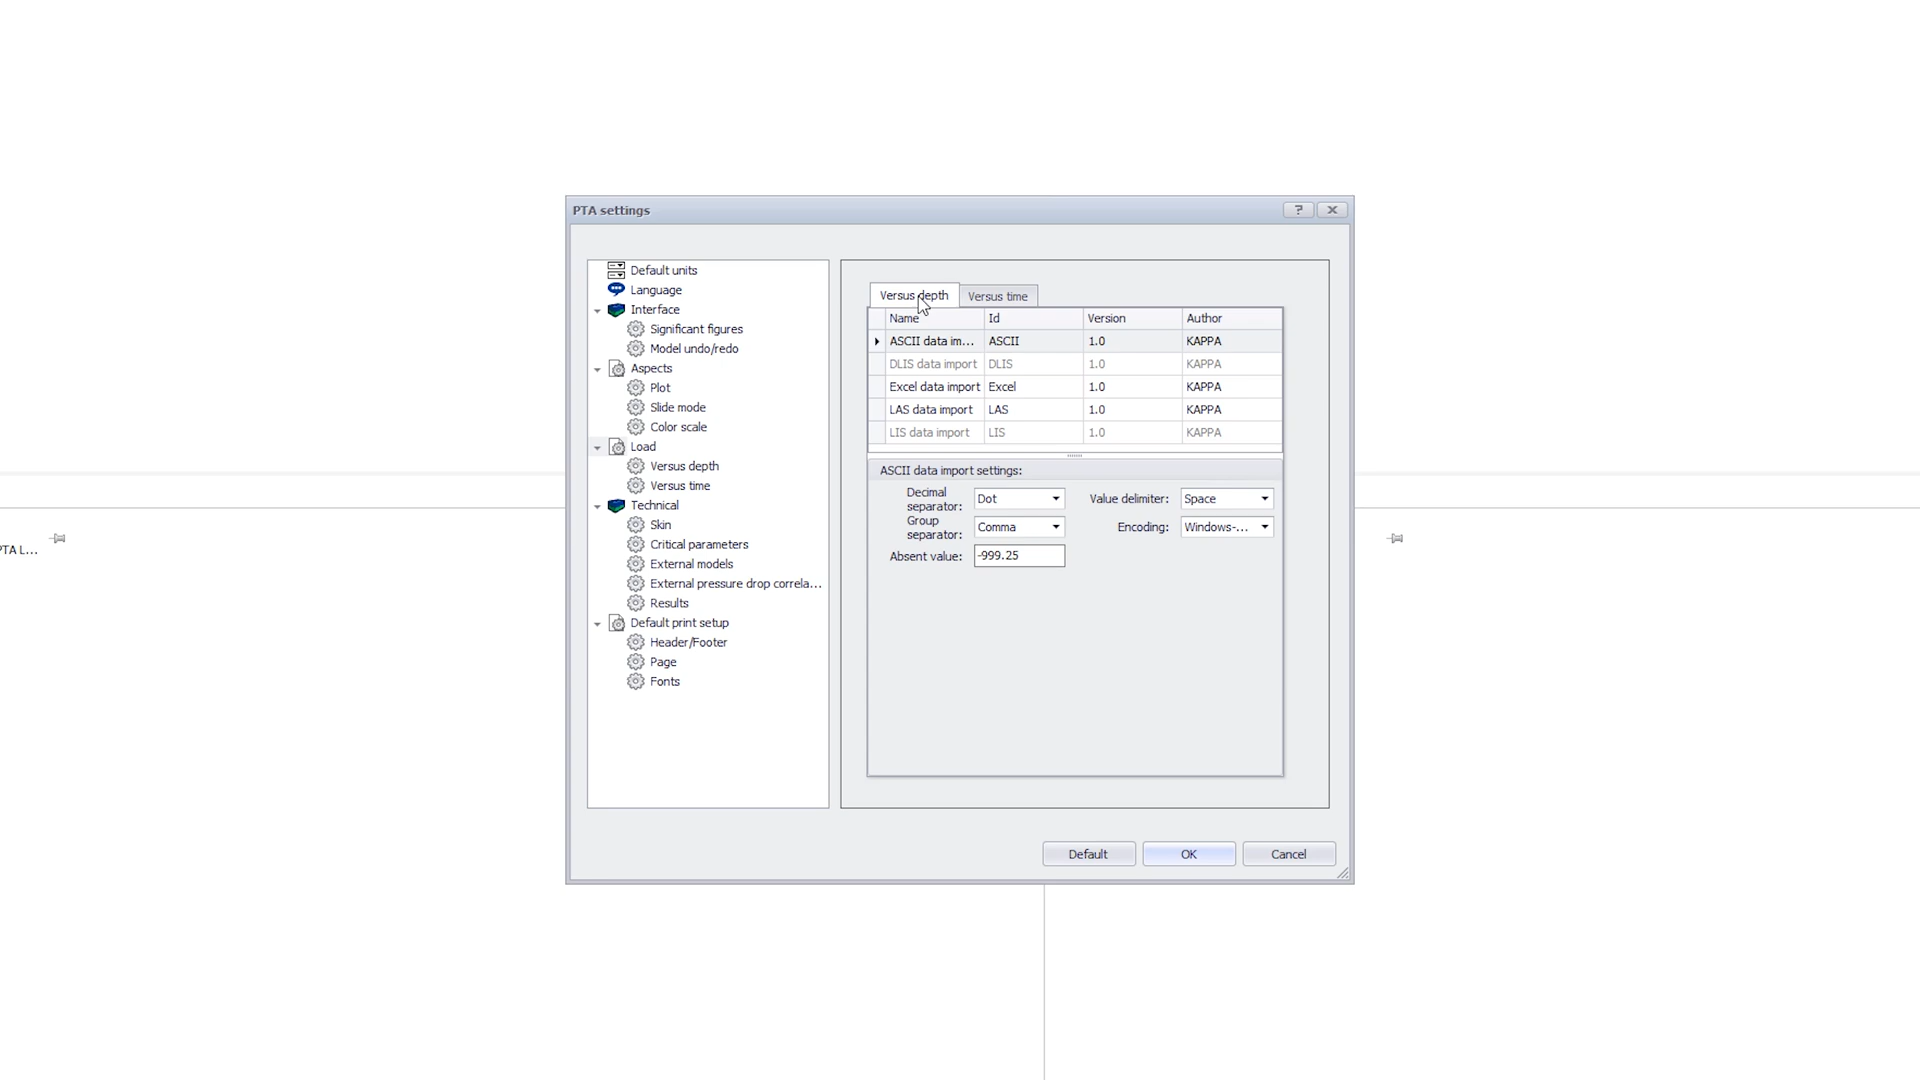 PTA settings
?
Default units
Language
Interface
Significant figures
Model undo/redo
Aspects
Plot
Slide mode
Color scale
Load
Versus depth
Versus time
Technical
Skin
Critical parameters
External models
External pressure drop correla...
Results
Default print setup
Header/Footer
Page
Fonts
Versus depth Versus time
Name Id Version Author
ASCII data im... ASCII 1.0 KAPPA
DLIS data import DLIS 1.0 KAPPA
Excel data import Excel 1.0 KAPPA
LAS data import LAS 1.0 KAPPA
LIS data import LIS 1.0 KAPPA
ASCII data import settings:
Decimal separator: Dot Value delimiter: Space
Group separator: Comma Encoding: Windows-...
Absent value: -999.25
Default OK Cancel
PTA L...